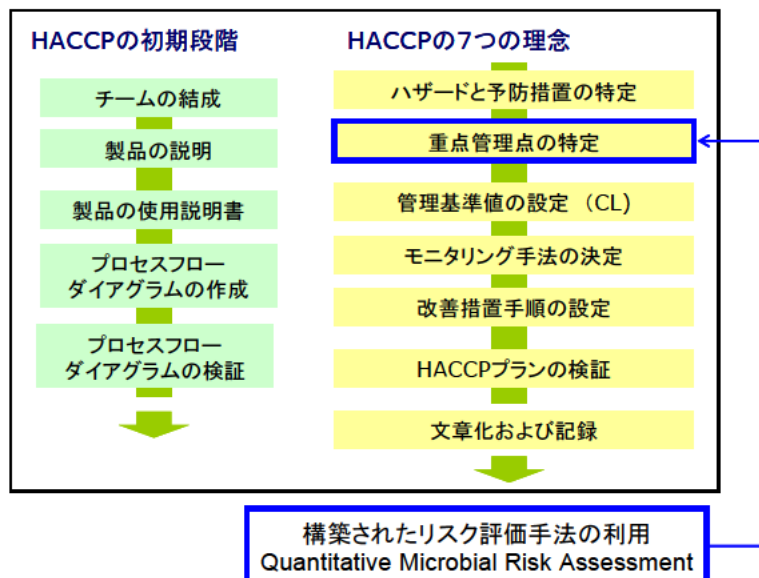 HACCPの初期段階
チームの結成
製品の説明
製品の使用説明書
プロセスフロー
ダイアグラムの作成
プロセスフロー
ダイアグラムの検証
HACCPの7つの理念
ハザードと予防措置の特定
重点管理点の特定
管理基準値の設定 （CL)
モニタリング手法の決定
改善措置手順の設定
HACCPプランの検証
文章化および記録
構築されたリスク評価手法の利用
Quantitative Microbial Risk Assessment